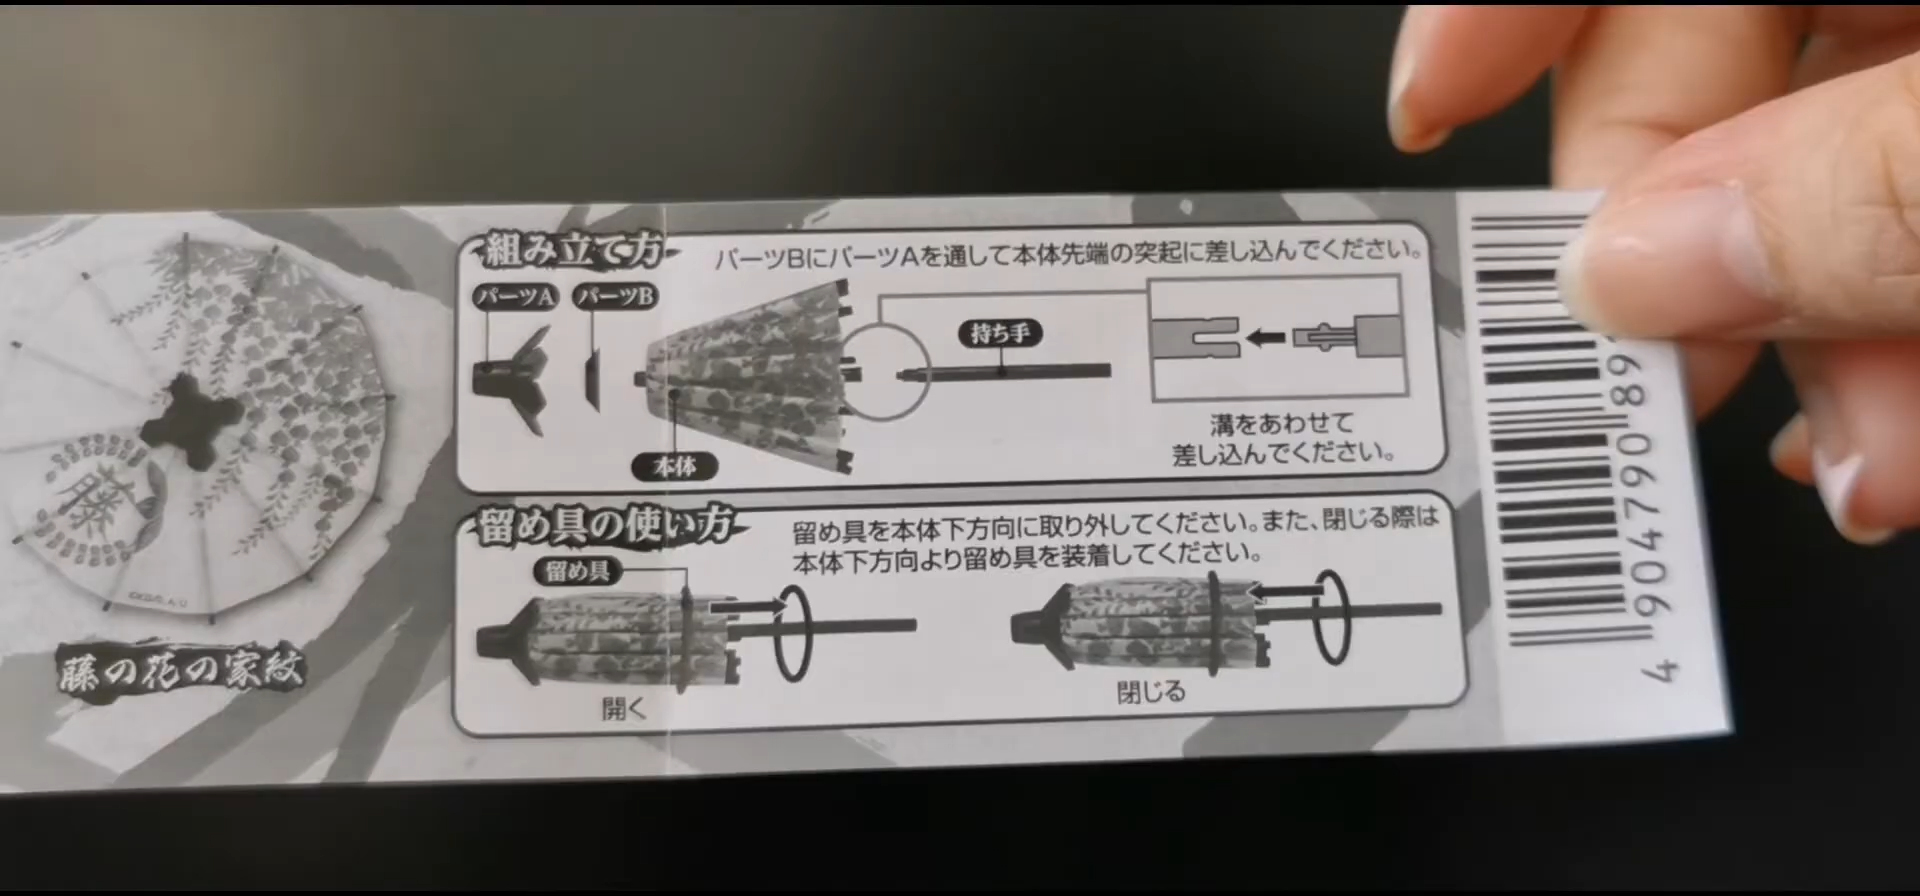 藤
藤の花の家紋
組み立て方
パーツBにパーツAを通して本体先端の突起に差し込んでください。
パーツA
パーツB
持ち手
本体
溝をあわせて
差し込んでください。
留め具の使い方
留め具を本体下方向に取り外してください。また、閉じる際は
本体下方向より留め具を装着してください。
留め具
開く
閉じる
4 904790 689